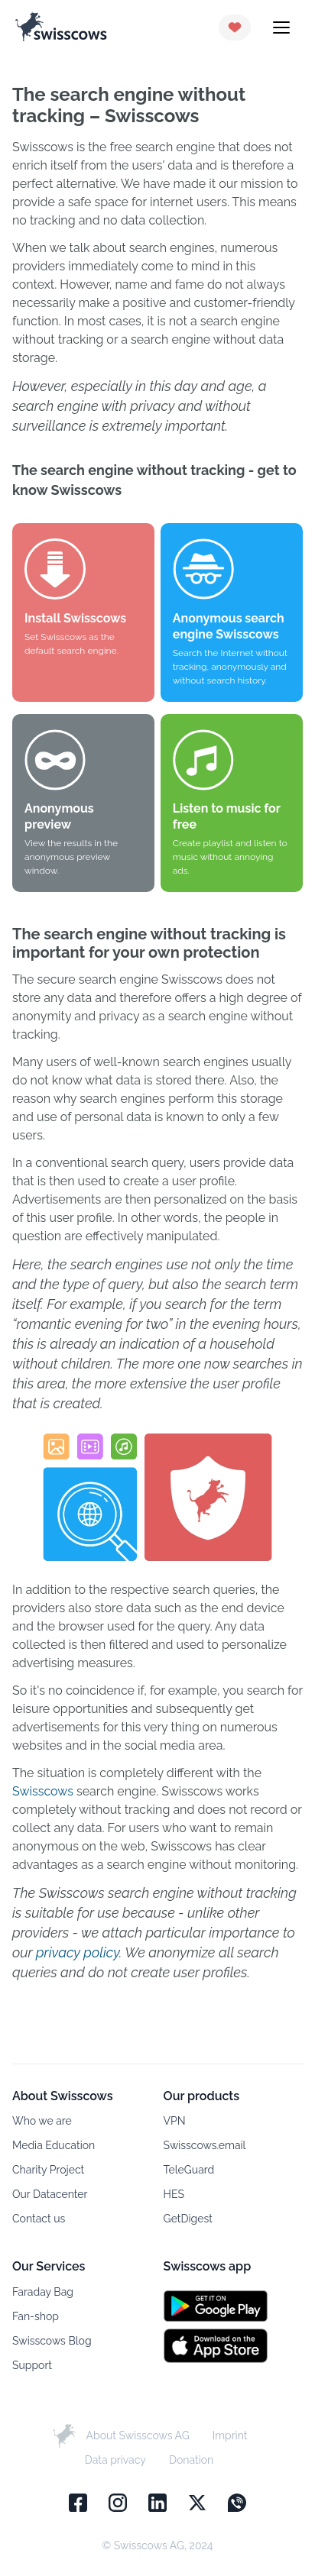 swisscows
The search engine without
tracking – Swisscows
Swisscows is the free search engine that does not
enrich itself from the users' data and is therefore a
perfect alternative. We have made it our mission to
provide a safe space for internet users. This means
no tracking and no data collection.
When we talk about search engines, numerous
providers immediately come to mind in this
context. However, name and fame do not always
necessarily make a positive and customer-friendly
function. In most cases, it is not a search engine
without tracking or a search engine without data
storage.
However, especially in this day and age, a
search engine with privacy and without
surveillance is extremely important.
The search engine without tracking - get to
know Swisscows
Install Swisscows
Set Swisscows as the
default search engine.
Anonymous search
engine Swisscows
Search the Internet without
tracking, anonymously and
without search history.
Anonymous
preview
View the results in the
anonymous preview
window.
Listen to music for
free
Create playlist and listen to
music without annoying
ads.
The search engine without tracking is
important for your own protection
The secure search engine Swisscows does not
store any data and therefore offers a high degree of
anonymity and privacy as a search engine without
tracking.
Many users of well-known search engines usually
do not know what data is stored there. Also, the
reason why search engines perform this storage
and use of personal data is known to only a few
users.
In a conventional search query, users provide data
that is then used to create a user profile.
Advertisements are then personalized on the basis
of this user profile. In other words, the people in
question are effectively manipulated.
Here, the search engines use not only the time
and the type of query, but also the search term
itself. For example, if you search for the term
“romantic evening for two” in the evening hours,
this is already an indication of a household
without children. The more one now searches in
this area, the more extensive the user profile
that is created.
In addition to the respective search queries, the
providers also store data such as the end device
and the browser used for the query. Any data
collected is then filtered and used to personalize
advertising measures.
So it's no coincidence if, for example, you search for
leisure opportunities and subsequently get
advertisements for this very thing on numerous
websites and in the social media area.
The situation is completely different with the
Swisscows search engine. Swisscows works
completely without tracking and does not record or
collect any data. For users who want to remain
anonymous on the web, Swisscows has clear
advantages as a search engine without monitoring.
The Swisscows search engine without tracking
is suitable for use because - unlike other
providers - we attach particular importance to
our privacy policy. We anonymize all search
queries and do not create user profiles.
About Swisscows
Who we are
Media Education
Charity Project
Our Datacenter
Contact us
Our products
VPN
Swisscows.email
TeleGuard
HES
GetDigest
Our Services
Faraday Bag
Fan-shop
Swisscows Blog
Support
Swisscows app
GET IT ON
Google Play
Download on the
App Store
About Swisscows AG Imprint
Data privacy Donation
© Swisscows AG, 2024